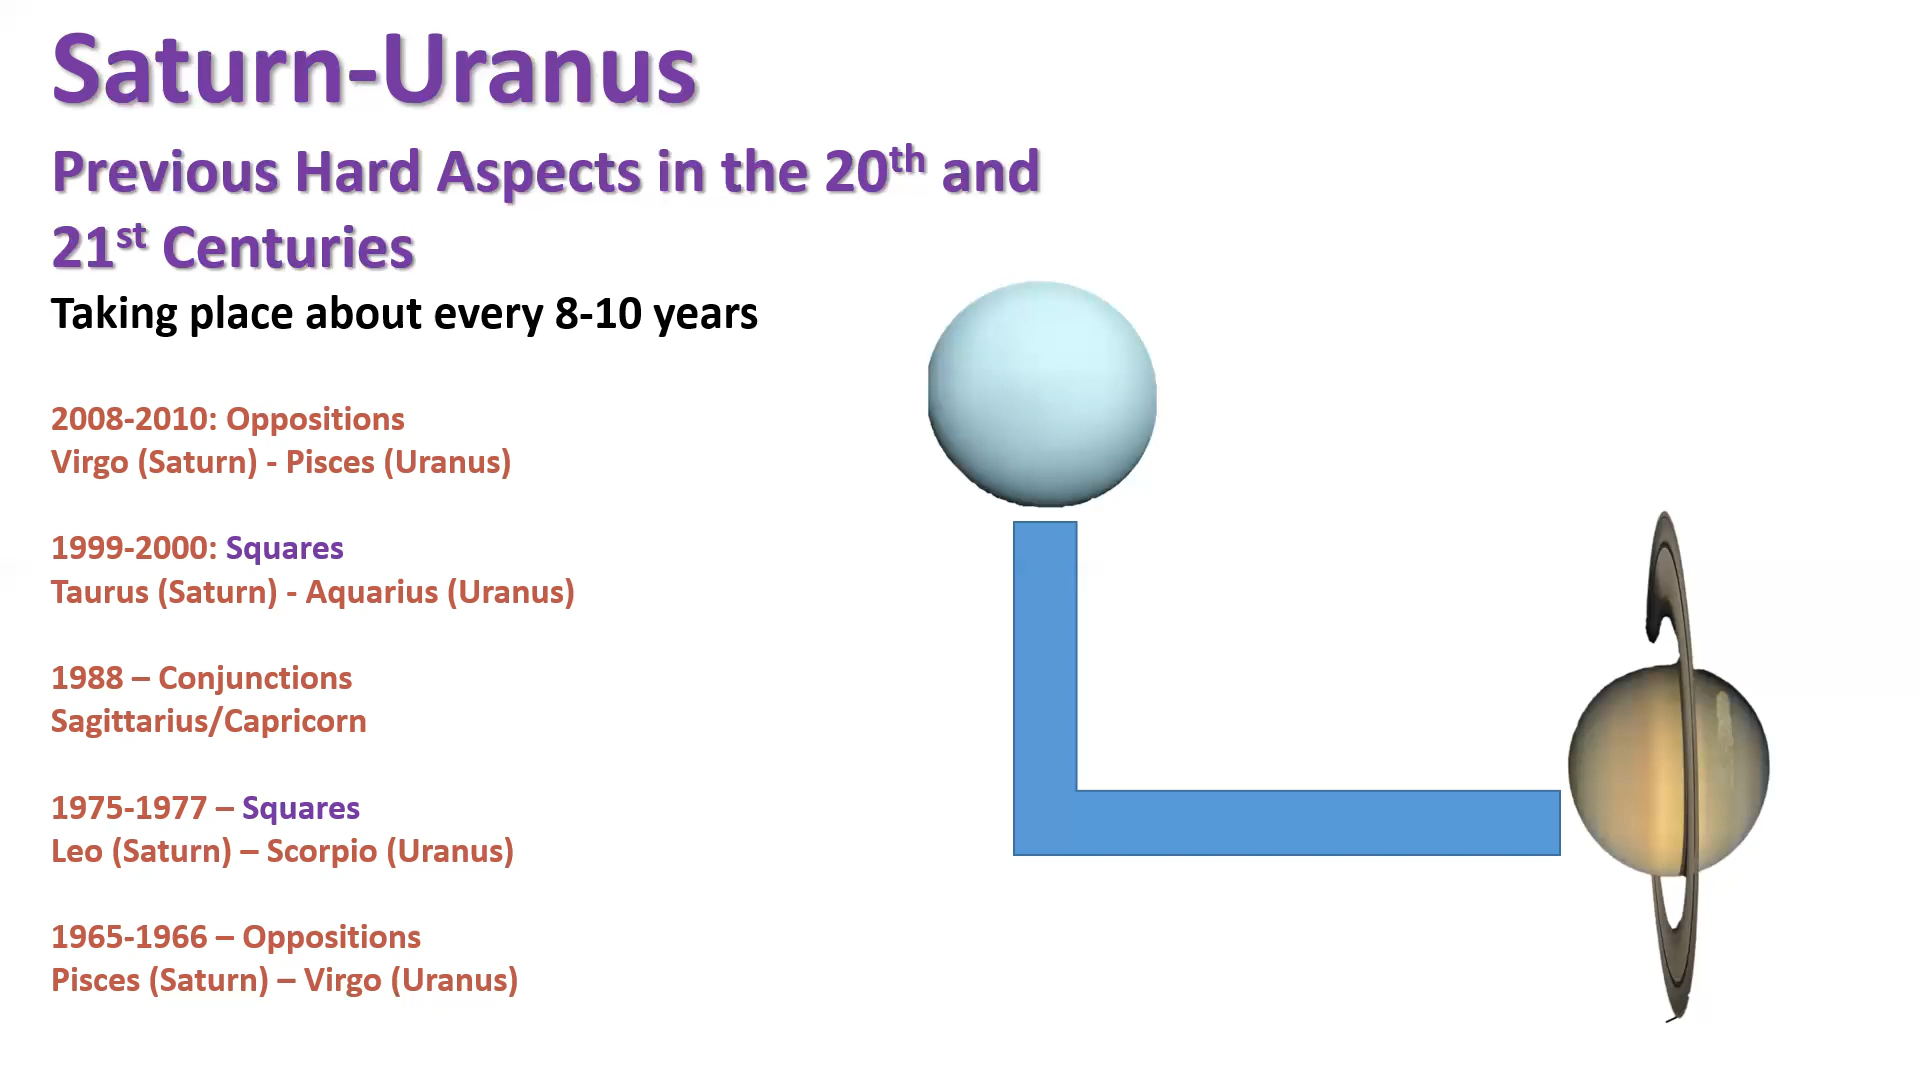 Saturn-Uranus
Previous Hard Aspects in the 20th and
21st Centuries
Taking place about every 8-10 years
2008-2010: Oppositions
Virgo (Saturn) - Pisces (Uranus)
1999-2000: Squares
Taurus (Saturn) - Aquarius (Uranus)
1988 – Conjunctions
Sagittarius/Capricorn
1975-1977 – Squares
Leo (Saturn) – Scorpio (Uranus)
1965-1966 – Oppositions
Pisces (Saturn) – Virgo (Uranus)